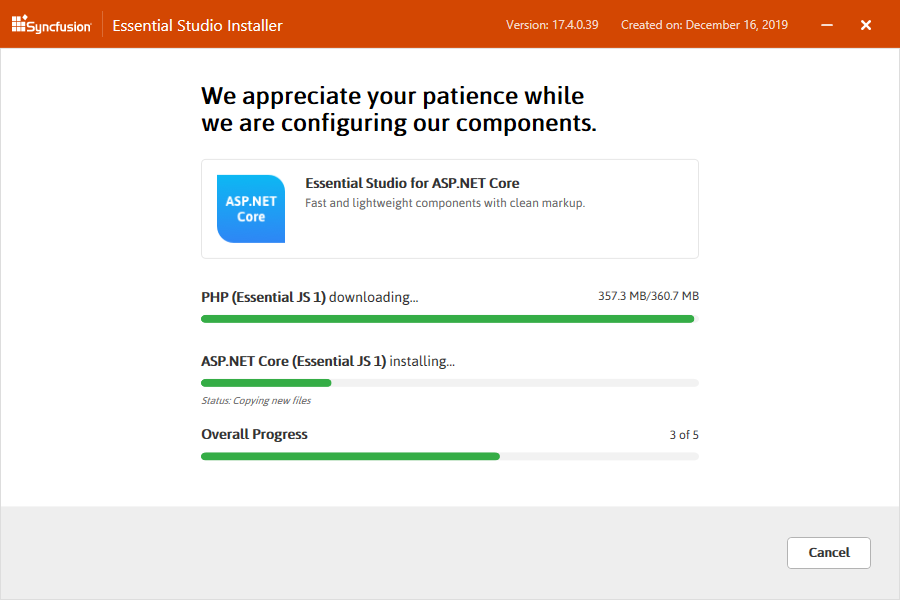 Syncfusion Essential Studio Installer Version: 17.4.0.39 Created on: December 16, 2019
We appreciate your patience while
we are configuring our components.
ASP.NET
Core
Essential Studio for ASP.NET Core
Fast and lightweight components with clean markup.
PHP (Essential JS 1) downloading... 357.3 MB/360.7 MB
ASP.NET Core (Essential JS 1) installing...
Status: Copying new files
Overall Progress 3 of 5
Cancel